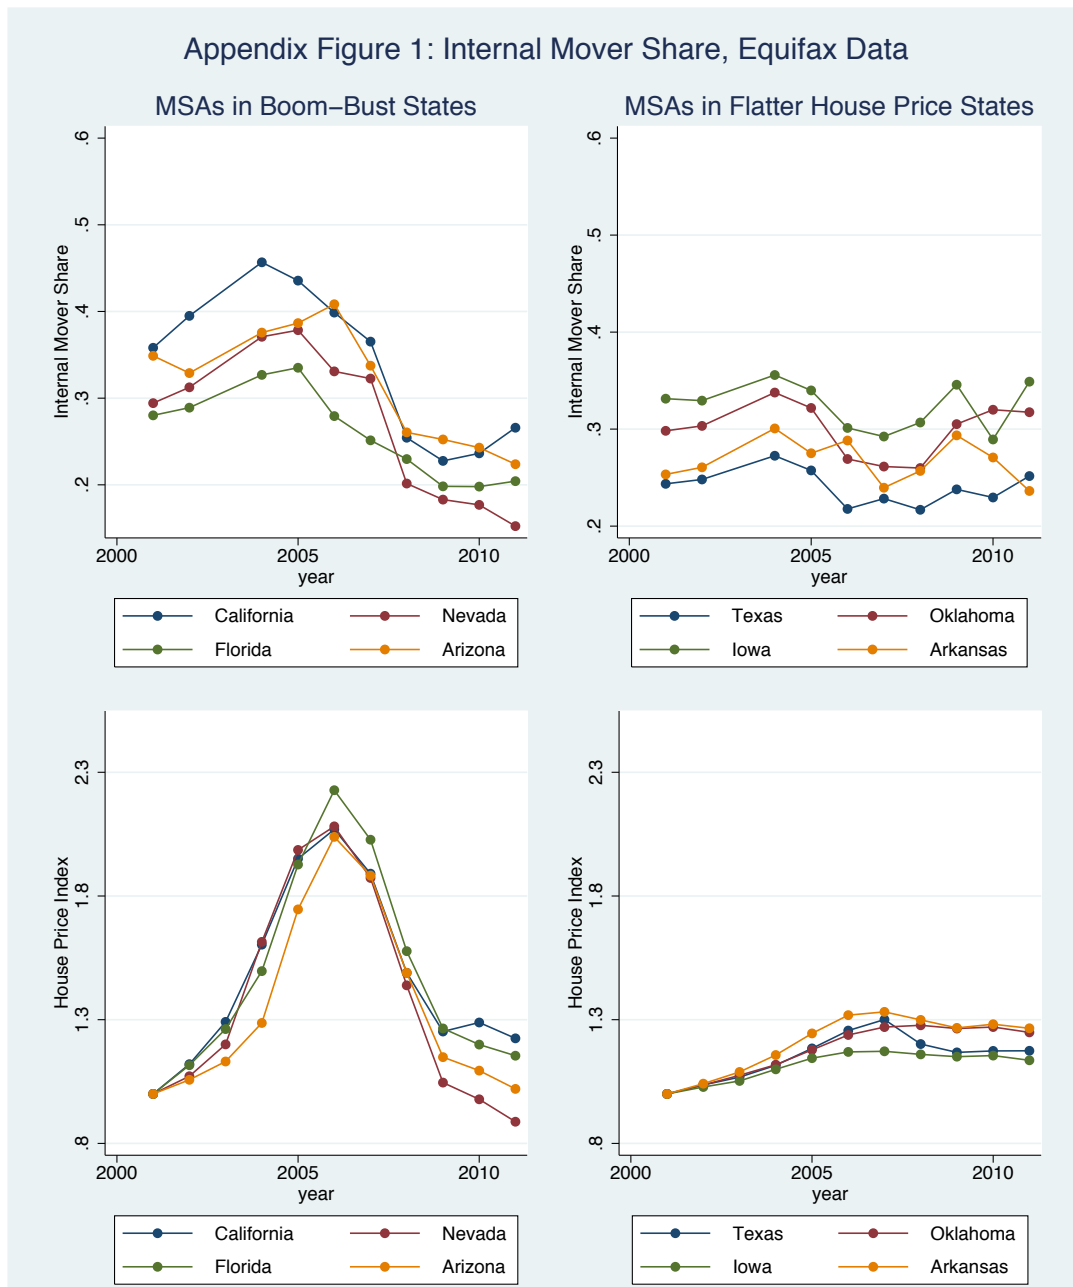 Appendix Figure 1: Internal Mover Share, Equifax Data
MSAs in Boom−Bust States
.6
.5
.4
.3
.2
Internal Mover Share
2000 2005 2010
year
California Nevada
Florida Arizona
MSAs in Flatter House Price States
.6
.5
.4
.3
.2
Internal Mover Share
2000 2005 2010
year
Texas Oklahoma
Iowa Arkansas
2.3
1.8
1.3
.8
House Price Index
2000 2005 2010
year
California Nevada
Florida Arizona
2.3
1.8
1.3
.8
House Price Index
2000 2005 2010
year
Texas Oklahoma
Iowa Arkansas